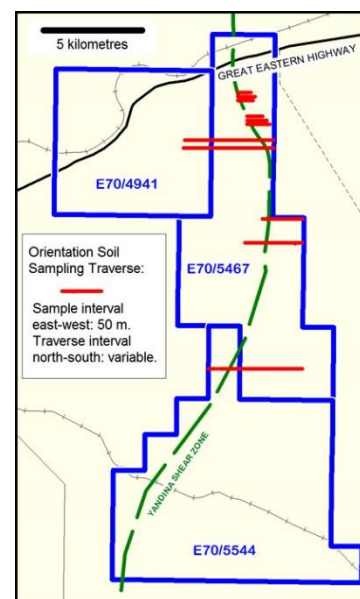 5 kilometres
GREAT EASTERN HIGHWAY
E70/4941
Orientation Soil
Sampling Traverse:
E70/5467
Sample interval
east-west: 50 m.
Traverse interval
north-south: variable.
YANDINA SHEAR ZONE
E70/5544